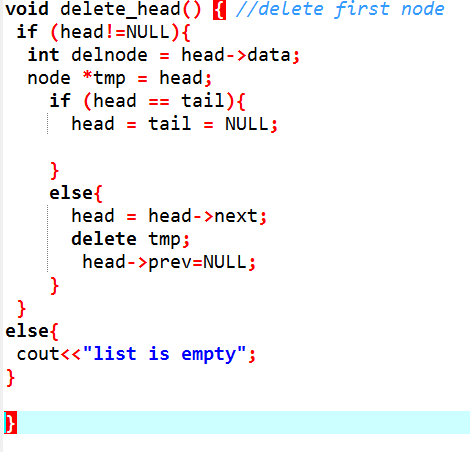 void delete_head() { //delete first node
if (head!=NULL){
int delnode = head->data;
node *tmp = head;
if (head == tail){
head = tail = NULL;
}
else{
head = head->next;
delete tmp;
head->prev=NULL;
}
}
else{
cout<<"list is empty";
}
}